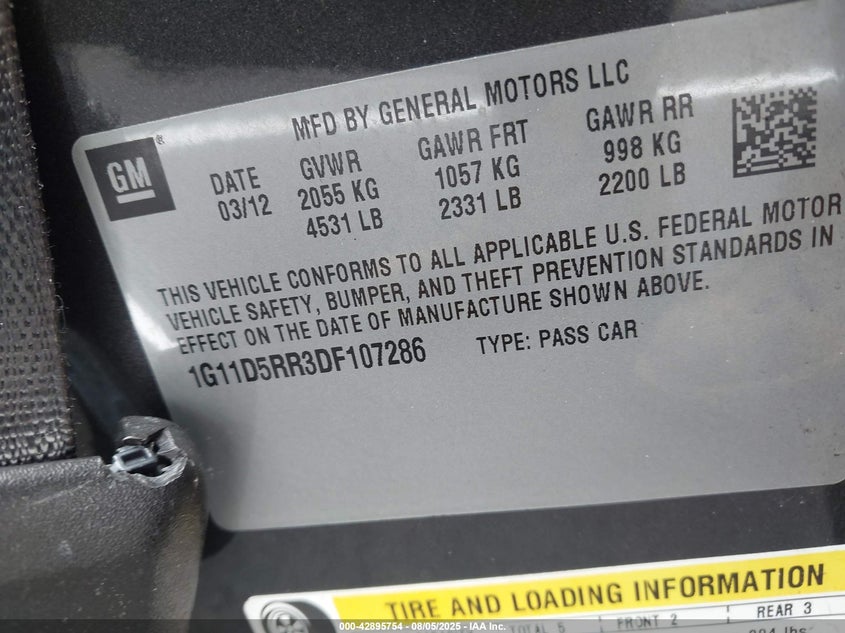 MFD BY GENERAL MOTORS LLC
GM®
DATE GVWR GAWR FRT GAWR RR
03/12 2055 KG 1057 KG 998 KG
4531 LB 2331 LB 2200 LB
THIS VEHICLE CONFORMS TO ALL APPLICABLE U.S. FEDERAL MOTOR
VEHICLE SAFETY, BUMPER, AND THEFT PREVENTION STANDARDS IN
EFFECT ON THE DATE OF MANUFACTURE SHOWN ABOVE.
1G11D5RR3DF107286 TYPE: PASS CAR
TIRE AND LOADING INFORMATION
TOTAL 5 FRONT 2 REAR 3
000-42895754 - 08/05/2025 - IAA Inc.